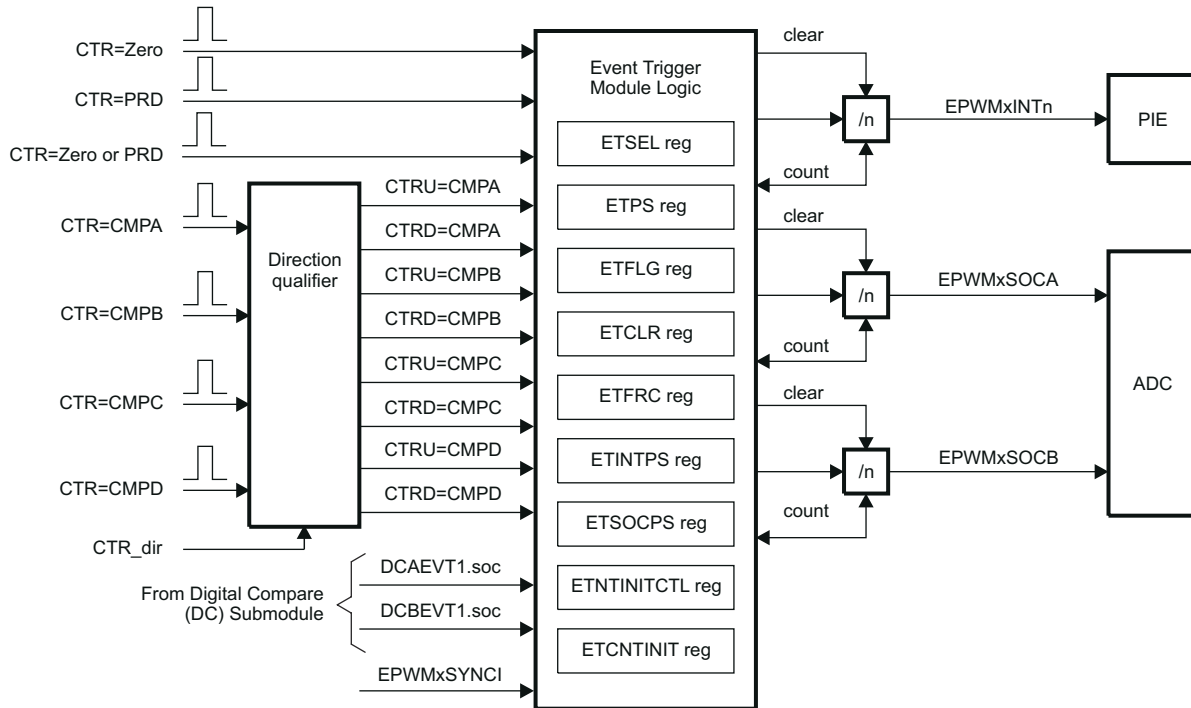 CTR=Zero
CTR=PRD
CTR=Zero or PRD
CTR=CMPA
CTR=CMPB
CTR=CMPC
CTR=CMPD
CTR_dir
Direction
qualifier
CTRU=CMPA
CTRD=CMPA
CTRU=CMPB
CTRD=CMPB
CTRU=CMPC
CTRD=CMPC
CTRU=CMPD
CTRD=CMPD
From Digital Compare
(DC) Submodule
DCAEVT1.soc
DCBEVT1.soc
EPWMxSYNCI
Event Trigger
Module Logic
ETSEL reg
ETPS reg
ETFLG reg
ETCLR reg
ETFRC reg
ETINTPS reg
ETSOCPS reg
ETNTINITCTL reg
ETCNTINIT reg
clear
/n
count
EPWMxINTn
PIE
clear
/n
count
EPWMxSOCA
clear
/n
count
EPWMxSOCB
ADC